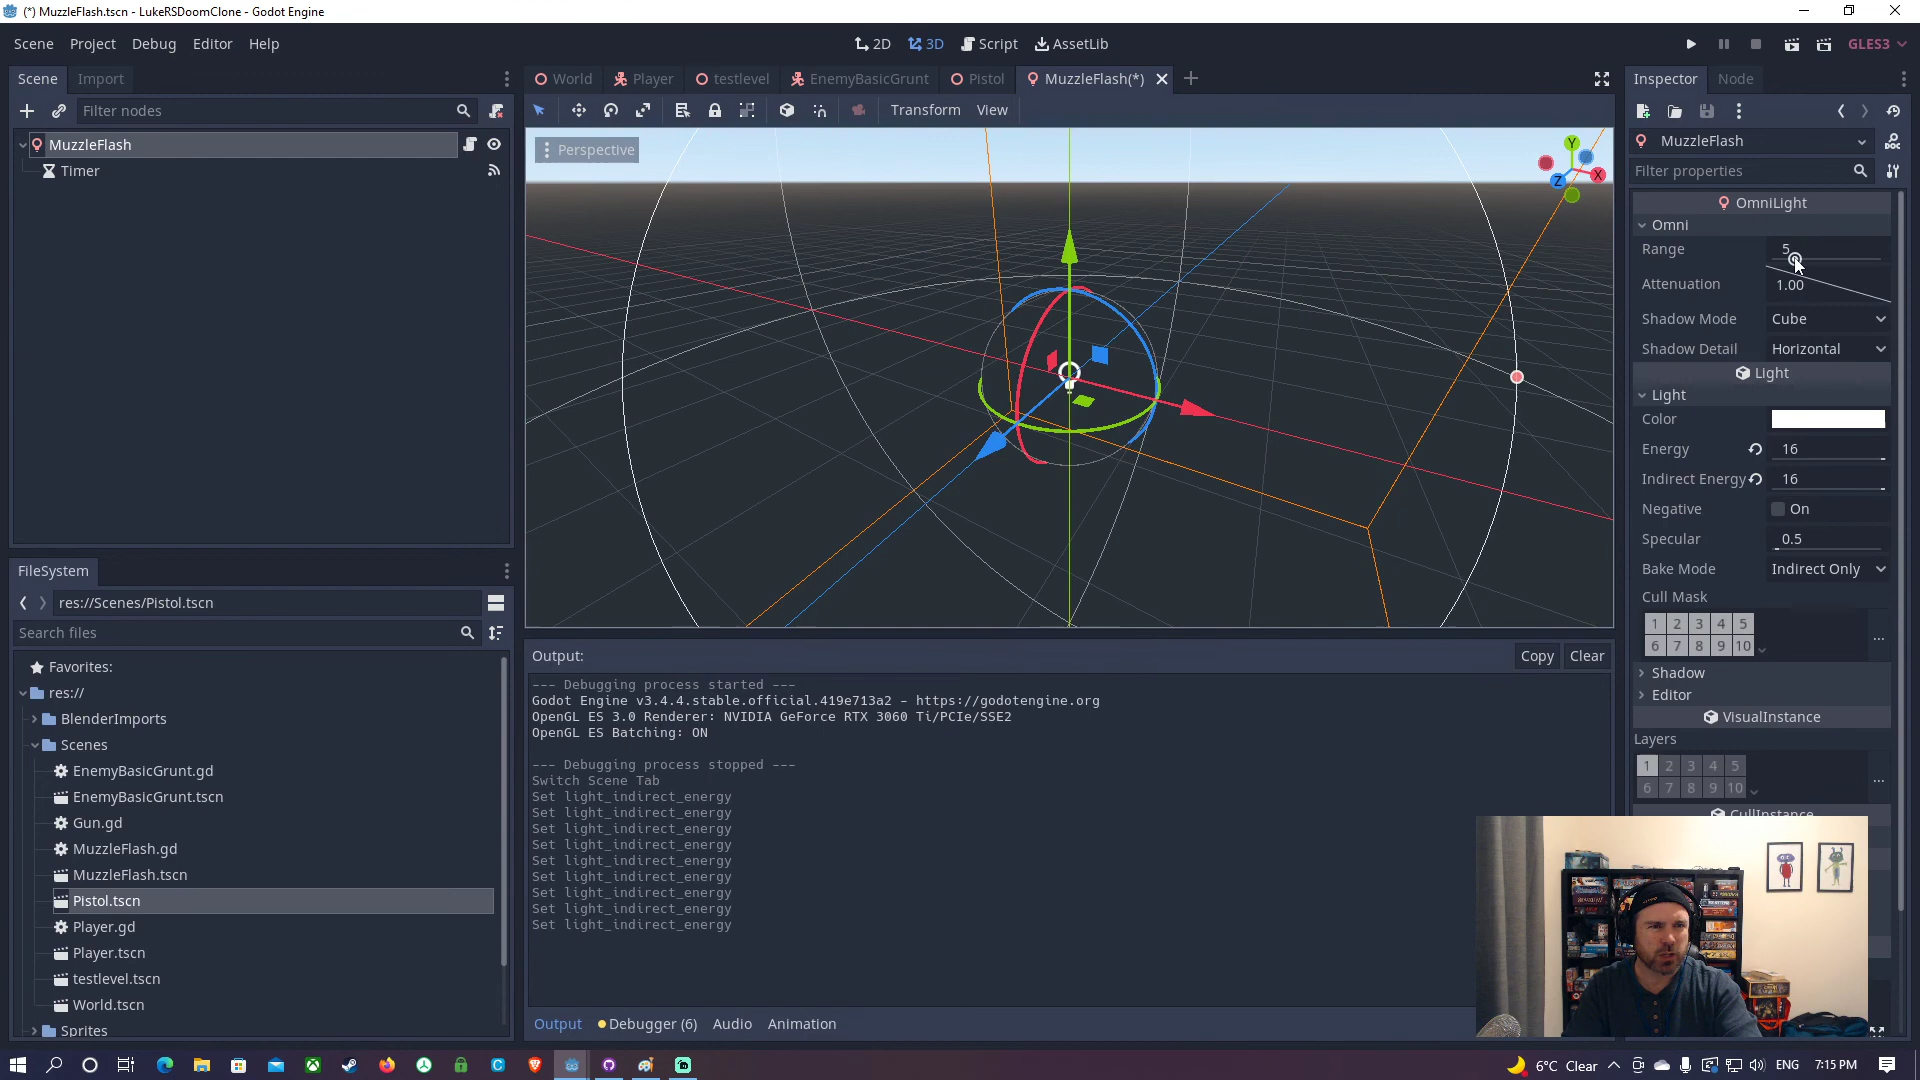 (*) MuzzleFlash.tscn - LukeRSDoomClone - Godot Engine
Scene Project Debug Editor Help
2D 3D Script AssetLib
GLES3
Scene Import
World Player testlevel EnemyBasicGrunt Pistol MuzzleFlash(*)
Inspector Node
Filter nodes
Transform View
MuzzleFlash
Timer
Perspective
Y
X
Z
MuzzleFlash
Filter properties
OmniLight
Omni
Range 5
Attenuation 1.00
Shadow Mode Cube
Shadow Detail Horizontal
Light
Light
Color
Energy 16
Indirect Energy 16
Negative On
Specular 0.5
Bake Mode Indirect Only
Cull Mask
1 2 3 4 5
6 7 8 9 10
...
Shadow
Editor
VisualInstance
Layers
1 2 3 4 5
6 7 8 9 10
...
CullInstance
FileSystem
res://Scenes/Pistol.tscn
Search files
Favorites:
res://
BlenderImports
Scenes
EnemyBasicGrunt.gd
EnemyBasicGrunt.tscn
Gun.gd
MuzzleFlash.gd
MuzzleFlash.tscn
Pistol.tscn
Player.gd
Player.tscn
testlevel.tscn
World.tscn
Sprites
Output:
Copy Clear
--- Debugging process started ---
Godot Engine v3.4.4.stable.official.419e713a2 - https://godotengine.org
OpenGL ES 3.0 Renderer: NVIDIA GeForce RTX 3060 Ti/PCIe/SSE2
OpenGL ES Batching: ON
--- Debugging process stopped ---
Switch Scene Tab
Set light_indirect_energy
Set light_indirect_energy
Set light_indirect_energy
Set light_indirect_energy
Set light_indirect_energy
Set light_indirect_energy
Set light_indirect_energy
Set light_indirect_energy
Set light_indirect_energy
Output Debugger (6) Audio Animation
6°C Clear ENG 7:15 PM